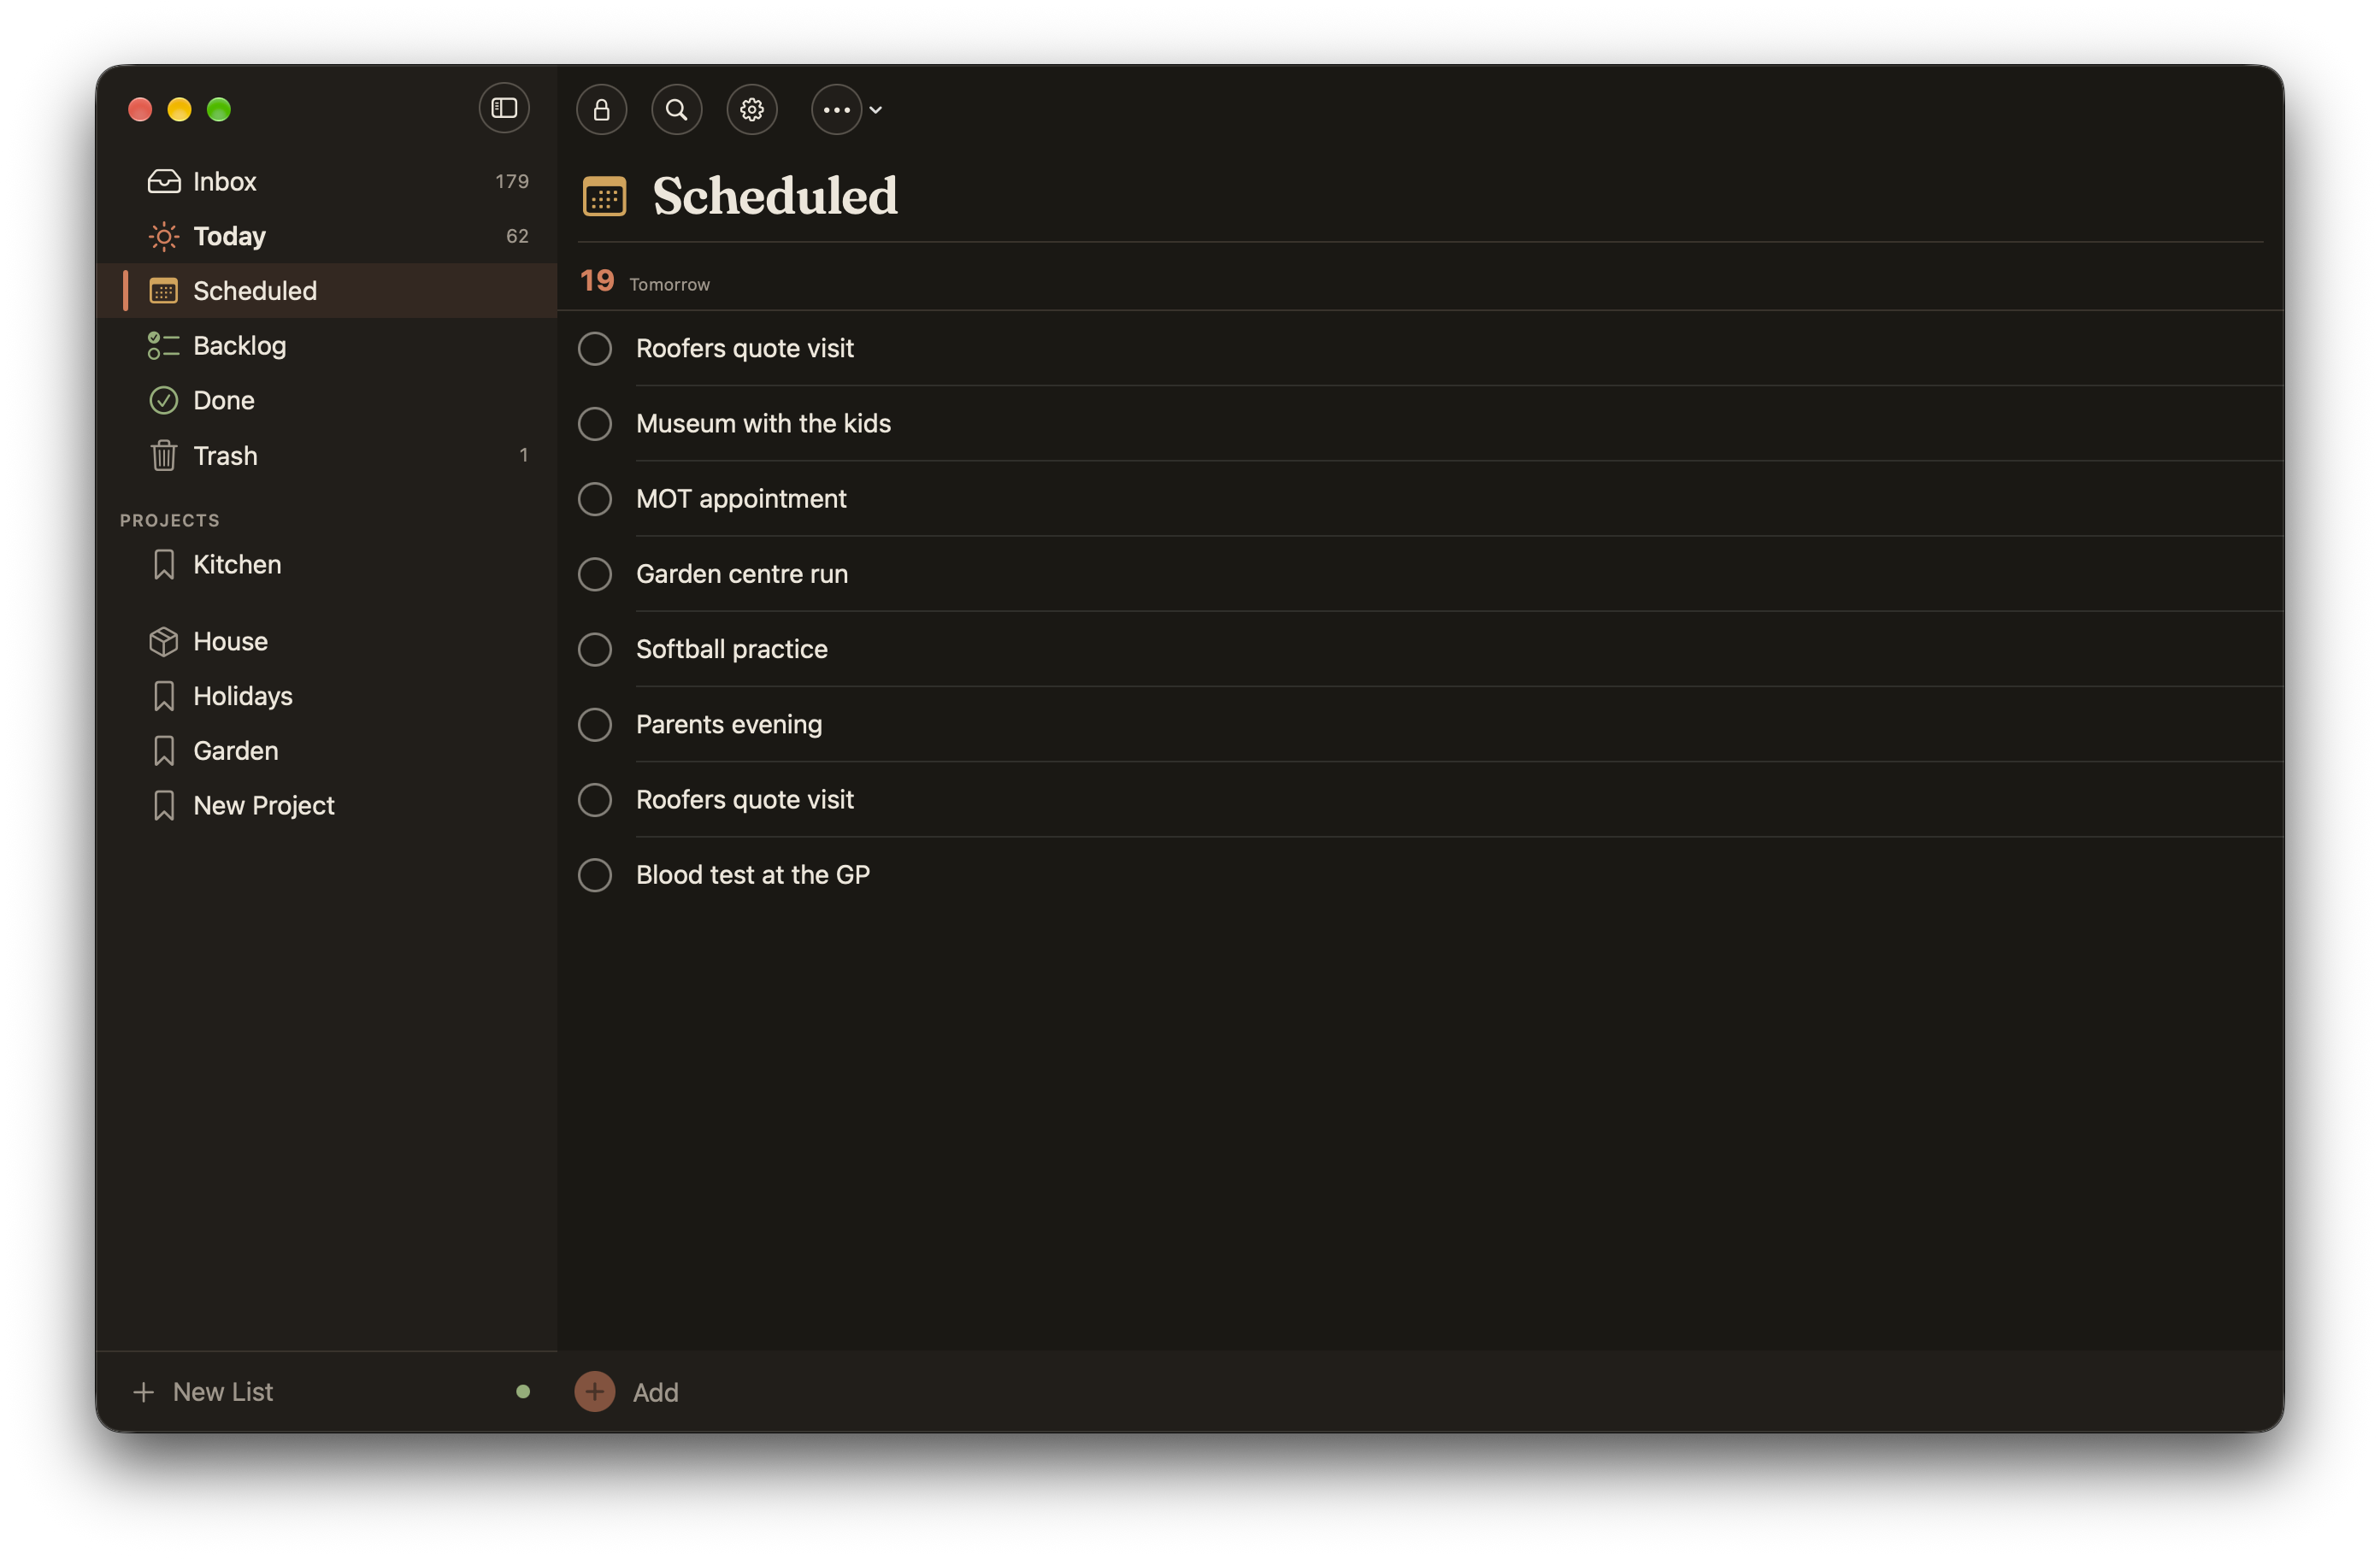 Inbox 179
Today 62
Scheduled
Backlog
Done
Trash 1
PROJECTS
Kitchen
House
Holidays
Garden
New Project
New List
Scheduled
19 Tomorrow
Roofers quote visit
Museum with the kids
MOT appointment
Garden centre run
Softball practice
Parents evening
Roofers quote visit
Blood test at the GP
Add